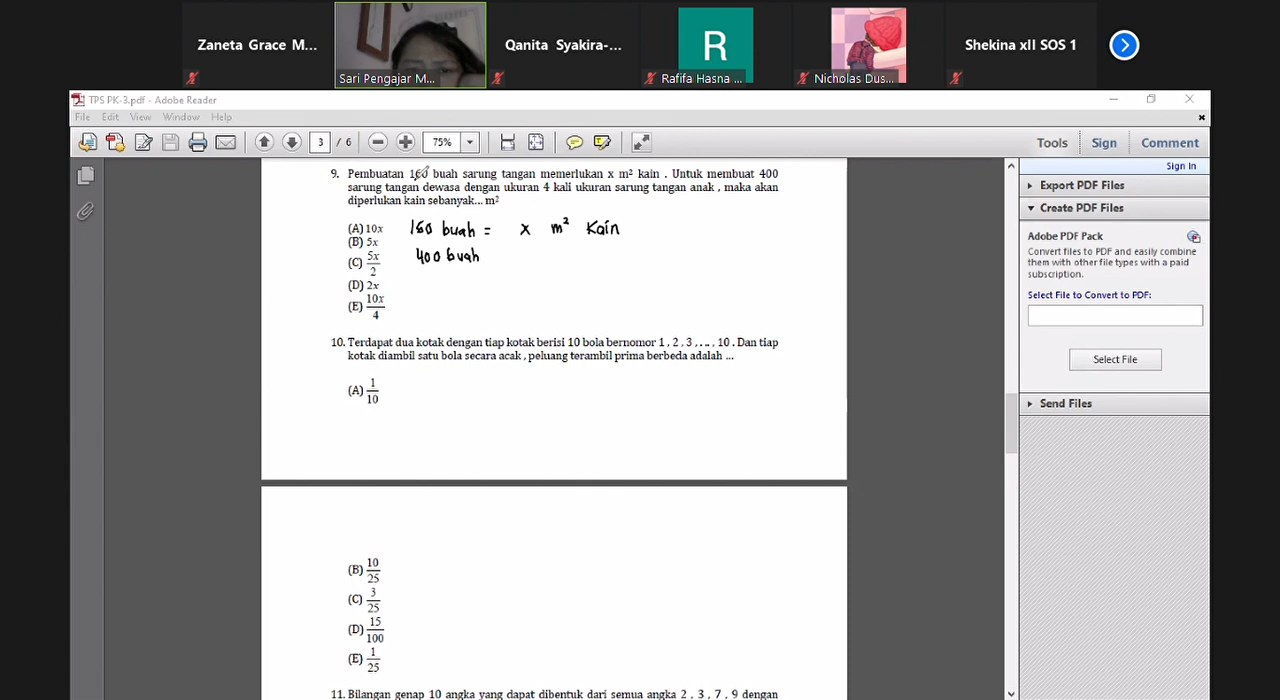 Zaneta Grace M...
Sari Pengajar M...
Qanita Syakira-...
R
Rafifa Hasna ...
Nicholas Dus...
Shekina xII SOS 1
TPS PK-3.pdf - Adobe Reader
File Edit View Window Help
3 / 6
75%
Tools Sign Comment
Sign In
Export PDF Files
Create PDF Files
Adobe PDF Pack
Convert files to PDF and easily combine
them with other file types with a paid
subscription.
Select File to Convert to PDF:
Select File
Send Files
9. Pembuatan 160 buah sarung tangan memerlukan x m² kain . Untuk membuat 400
sarung tangan dewasa dengan ukuran 4 kali ukuran sarung tangan anak , maka akan
diperlukan kain sebanyak... m²
(A) 10x
(B) 5x
(C) 5x/2
(D) 2x
(E) 10x/4
160 buah = x m² Kain
400 buah
10. Terdapat dua kotak dengan tiap kotak berisi 10 bola bernomor 1 , 2 , 3 , ... , 10 . Dan tiap
kotak diambil satu bola secara acak , peluang terambil prima berbeda adalah ...
(A) 1/10
(B) 10/25
(C) 3/25
(D) 15/100
(E) 1/25
11. Bilangan genap 10 angka yang dapat dibentuk dari semua angka 2 , 3 , 7 , 9 dengan